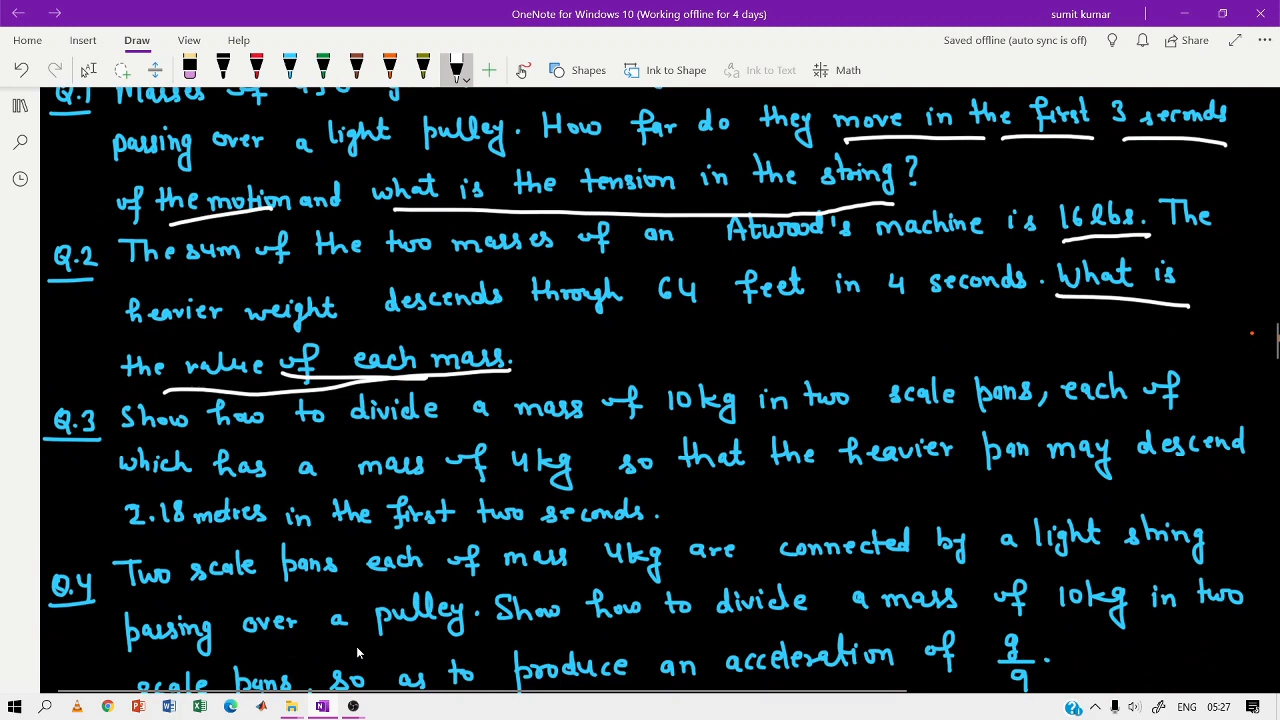 OneNote for Windows 10 (Working offline for 4 days)
sumit kumar
Home Insert Draw View Help
Saved offline (auto sync is off) Share
Shapes Ink to Shape Ink to Text Math
Q.1 Masses of 450 g
passing over a light pulley. How far do they move in the first 3 seconds
of the motion and what is the tension in the string?
Q.2 The sum of the two masses of an Atwood's machine is 16 lbs. The
heavier weight descends through 64 feet in 4 seconds. What is
the value of each mass.
Q.3 Show how to divide a mass of 10kg in two scale pans, each of
which has a mass of 4kg so that the heavier pan may descend
2.18 metres in the first two seconds.
Q.4 Two scale pans each of mass 4kg are connected by a light string
passing over a pulley. Show how to divide a mass of 10kg in two
scale pans, so as to produce an acceleration of g/9.
ENG 05:27